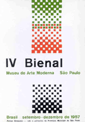 IV Bienal
Museu de Arte Moderna São Paulo
Brasil setembro-dezembro de 1957